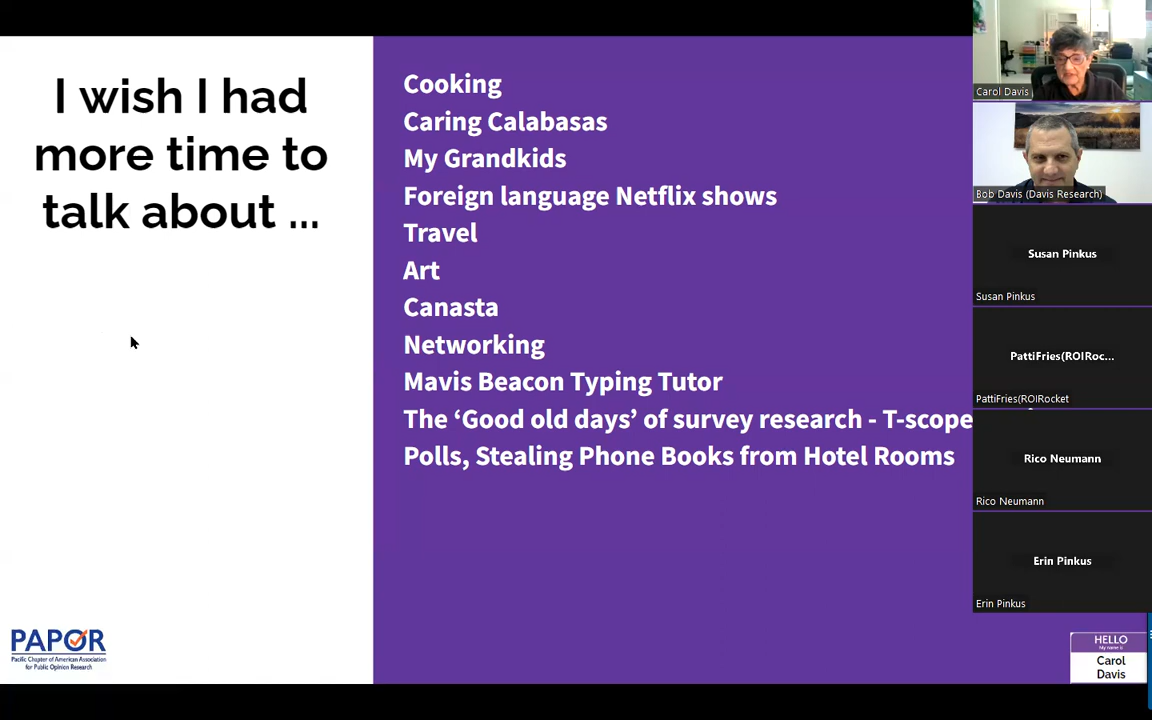 I wish I had
more time to
talk about ...
Cooking
Caring Calabasas
My Grandkids
Foreign language Netflix shows
Travel
Art
Canasta
Networking
Mavis Beacon Typing Tutor
The ‘Good old days’ of survey research - T-scope
Polls, Stealing Phone Books from Hotel Rooms
PAPOR
Pacific Chapter of American Association
for Public Opinion Research
HELLO
My name is
Carol
Davis
Carol Davis
Bob Davis (Davis Research)
Susan Pinkus
Susan Pinkus
PattiFries(ROIRoc...
PattiFries(ROIRocket
Rico Neumann
Rico Neumann
Erin Pinkus
Erin Pinkus